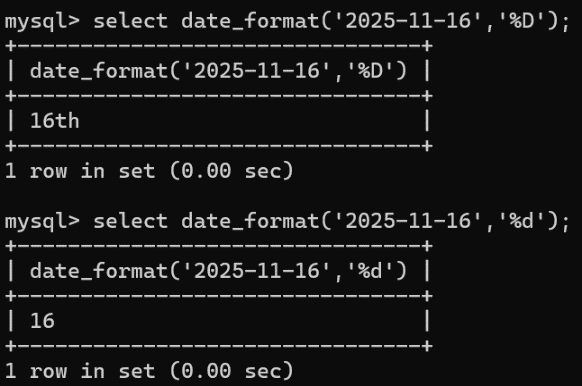 mysql> select date_format('2025-11-16','%D');
+--------------------------------+
| date_format('2025-11-16','%D') |
+--------------------------------+
| 16th                           |
+--------------------------------+
1 row in set (0.00 sec)

mysql> select date_format('2025-11-16','%d');
+--------------------------------+
| date_format('2025-11-16','%d') |
+--------------------------------+
| 16                             |
+--------------------------------+
1 row in set (0.00 sec)